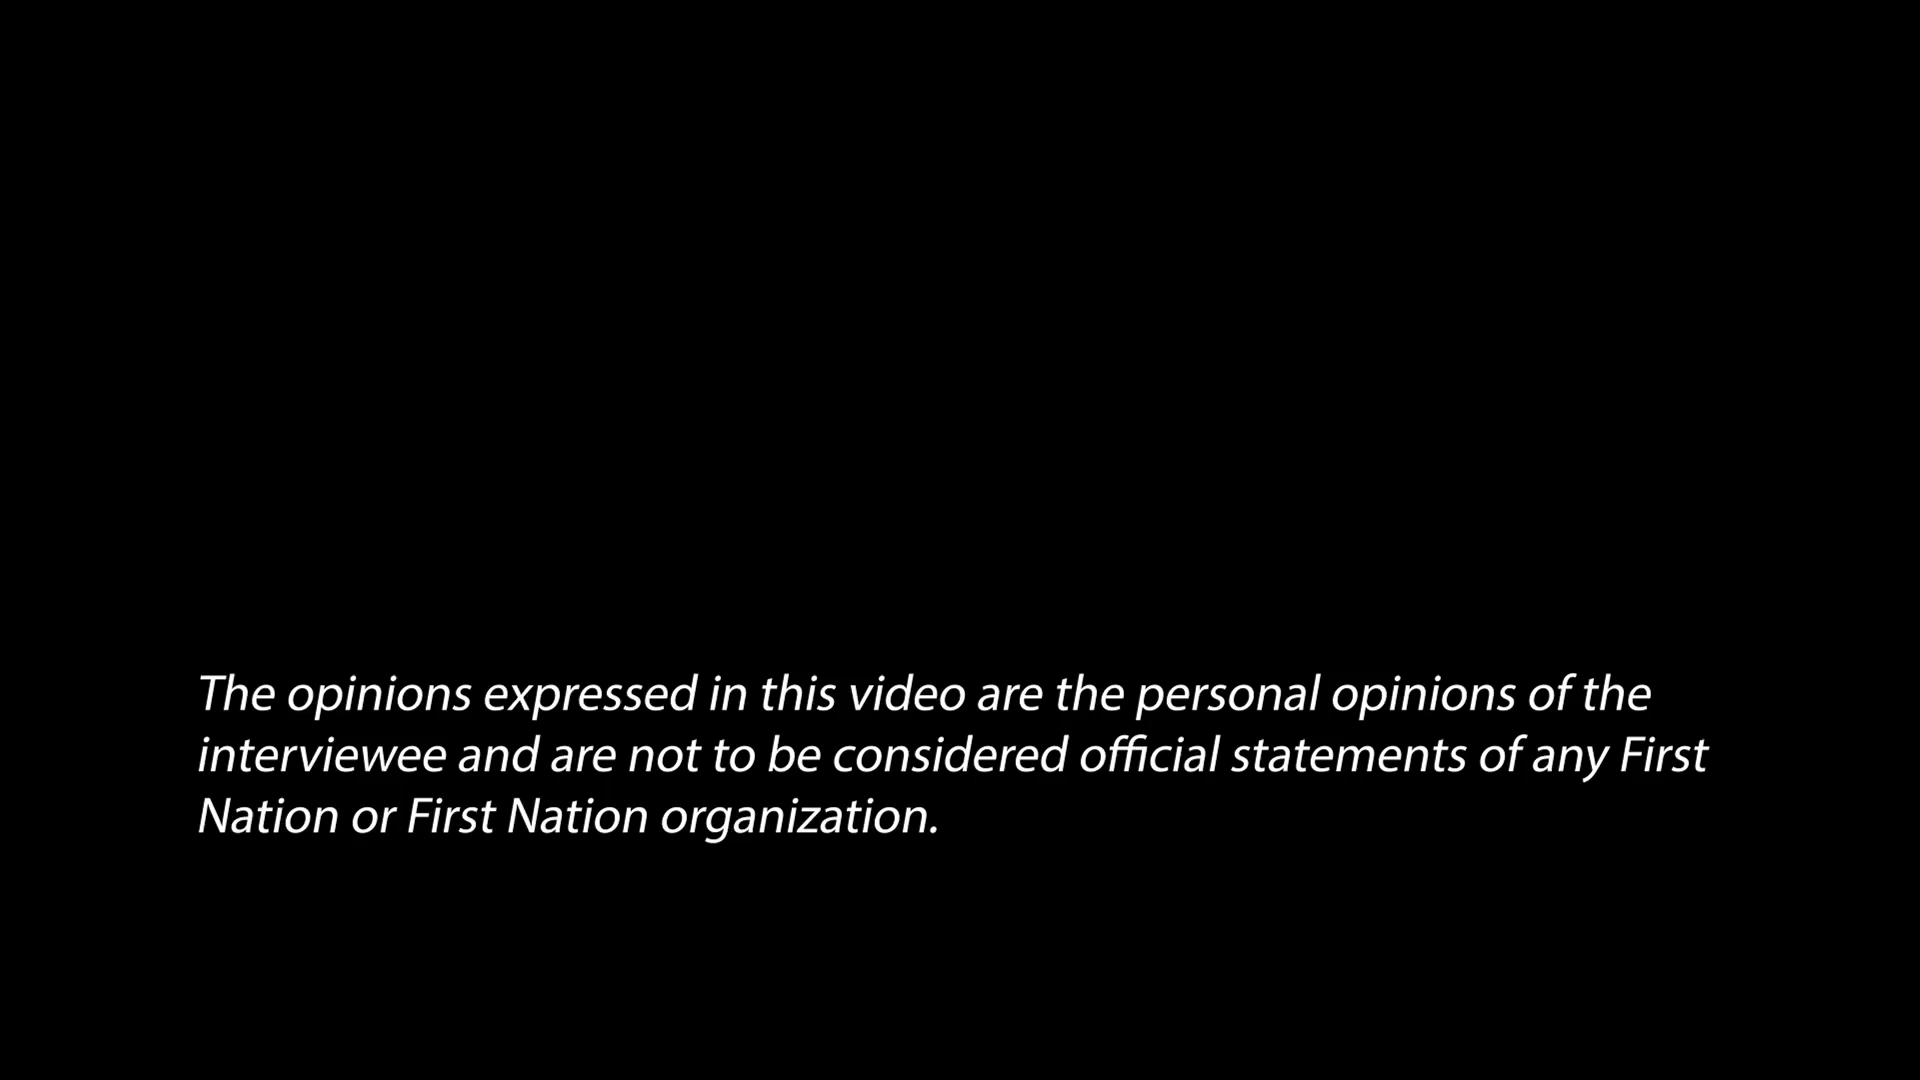 The opinions expressed in this video are the personal opinions of the
interviewee and are not to be considered official statements of any First
Nation or First Nation organization.